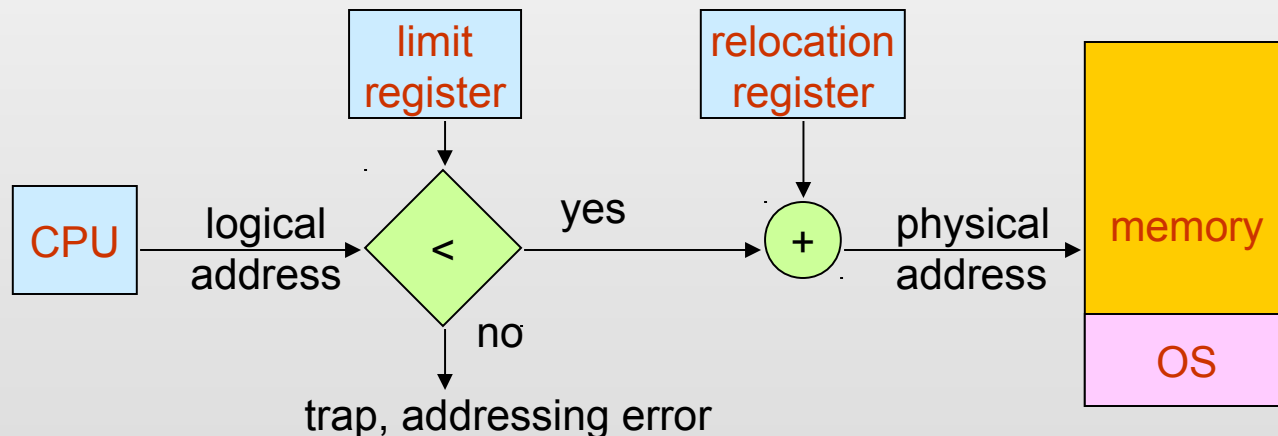 limit
register
relocation
register
CPU
logical
address
<
yes
+
physical
address
memory
no
OS
trap, addressing error